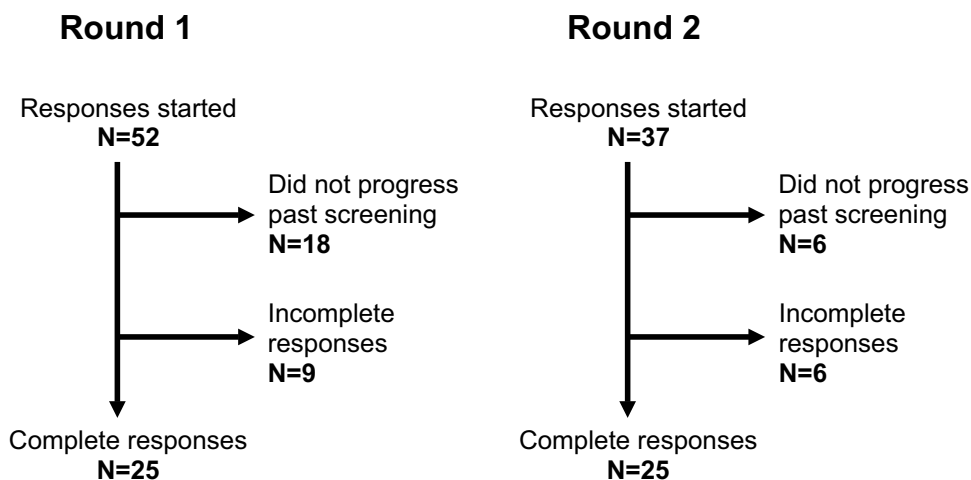 Round 1
Responses started
N=52
Did not progress
past screening
N=18
Incomplete
responses
N=9
Complete responses
N=25
Round 2
Responses started
N=37
Did not progress
past screening
N=6
Incomplete
responses
N=6
Complete responses
N=25